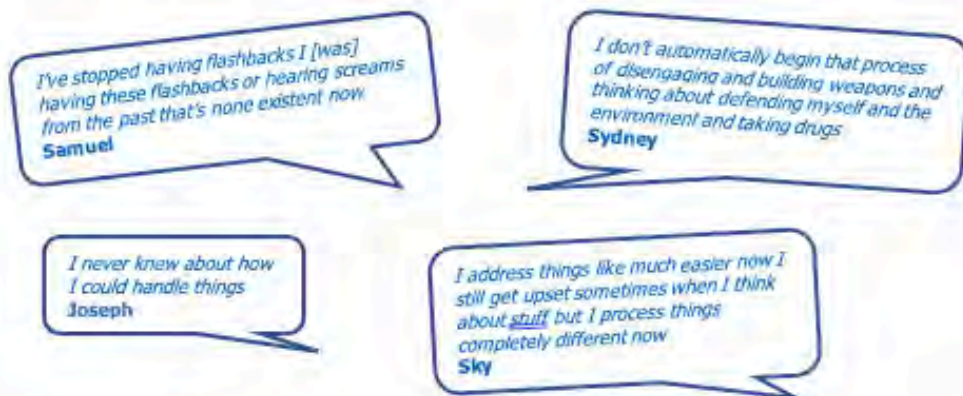 I've stopped having flashbacks I [was]
having these flashbacks or hearing screams
from the past that's none existent now
Samuel
I don't automatically begin that process
of disengaging and building weapons and
thinking about defending myself and the
environment and taking drugs
Sydney
I never knew about how
I could handle things
Joseph
I address things like much easier now I
still get upset sometimes when I think
about stuff but I process things
completely different now
Sky